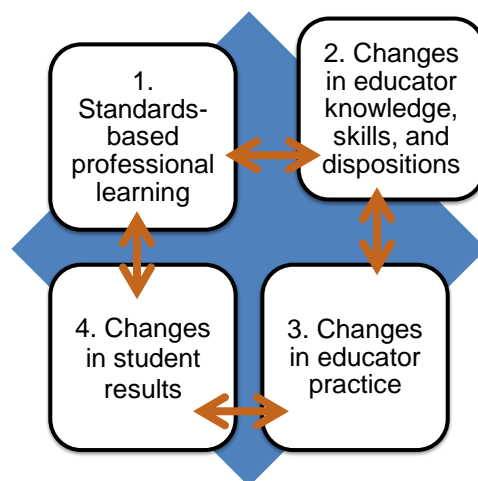 1.
Standards-
based
professional
learning
2. Changes
in educator
knowledge,
skills, and
dispositions
4. Changes
in student
results
3. Changes
in educator
practice